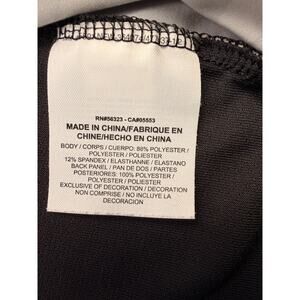 RN#56323 - CA#05553
MADE IN CHINA/FABRIQUE EN
CHINE/HECHO EN CHINA
BODY / CORPS / CUERPO: 88% POLYESTER /
POLYESTER / POLIESTER
12% SPANDEX / ELASTHANNE / ELASTANO
BACK PANEL / PAN DE DOS / PARTES
POSTERIORES: 100% POLYESTER /
POLYESTER / POLIESTER
EXCLUSIVE OF DECORATION / DECORATION
NON COMPRISE / NO INCLUYE LA
DECORACION